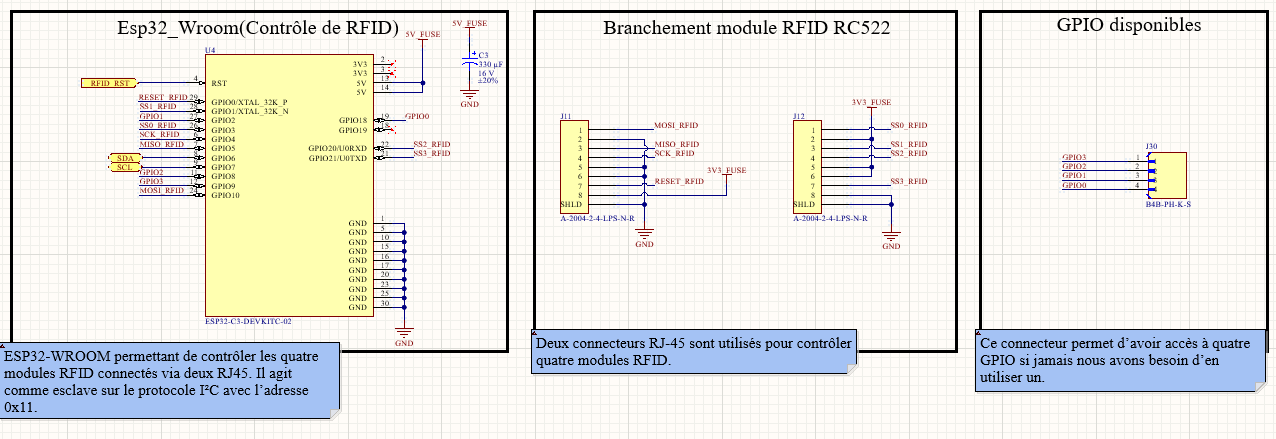 Esp32_Wroom(Contrôle de RFID)
5V_FUSE
5V_FUSE
C3
330 µF
16 V
±20%
GND
U4
RFID_RST
4
RST
RESET_RFID
GPIO0/XTAL_32K_P
SS1_RFID
GPIO1/XTAL_32K_N
GPIO1
GPIO2
SS0_RFID
GPIO3
SCK_RFID
GPIO4
MISO_RFID
GPIO5
SDA
GPIO6
SCL
GPIO7
GPIO2
GPIO8
GPIO3
GPIO9
MOSI_RFID
GPIO10
3V3
2
3V3
3
5V
13
5V
14
GPIO18
19
GPIO0
GPIO19
GPIO20/U0RXD
22
SS2_RFID
GPIO21/U0TXD
21
SS3_RFID
GND
1
GND
5
GND
10
GND
15
GND
16
GND
17
GND
20
GND
23
GND
25
GND
30
GND
ESP32-C3-DEVKITC-02
ESP32-WROOM permettant de contrôler les quatre
modules RFID connectés via deux RJ45. Il agit
comme esclave sur le protocole I²C avec l’adresse
0x11.
Branchement module RFID RC522
J11
1
2
3
4
5
6
7
8
SHLD
MOSI_RFID
MISO_RFID
SCK_RFID
RESET_RFID
3V3_FUSE
A-2004-2-4-LPS-N-R
GND
3V3_FUSE
J12
1
2
3
4
5
6
7
8
SHLD
SS0_RFID
SS1_RFID
SS2_RFID
SS3_RFID
A-2004-2-4-LPS-N-R
GND
Deux connecteurs RJ-45 sont utilisés pour contrôler
quatre modules RFID.
GPIO disponibles
J30
GPIO3
1
GPIO2
2
GPIO1
3
GPIO0
4
B4B-PH-K-S
Ce connecteur permet d’avoir accès à quatre
GPIO si jamais nous avons besoin d’en
utiliser un.